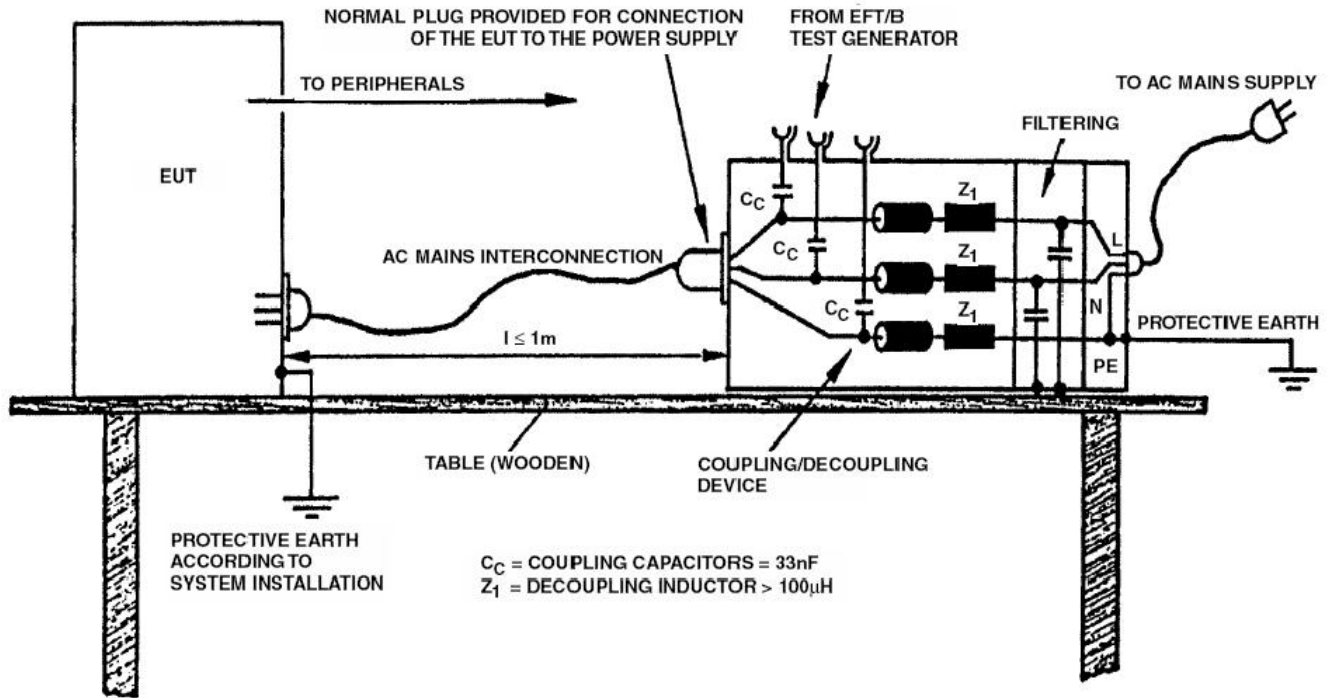 NORMAL PLUG PROVIDED FOR CONNECTION
OF THE EUT TO THE POWER SUPPLY
FROM EFT/B
TEST GENERATOR
TO PERIPHERALS
TO AC MAINS SUPPLY
FILTERING
EUT
CC
Z1
AC MAINS INTERCONNECTION
CC
Z1
L
CC
Z1
N
PROTECTIVE EARTH
l ≤ 1m
PE
TABLE (WOODEN)
COUPLING/DECOUPLING
DEVICE
PROTECTIVE EARTH
ACCORDING TO
SYSTEM INSTALLATION
CC = COUPLING CAPACITORS = 33nF
Z1 = DECOUPLING INDUCTOR > 100μH